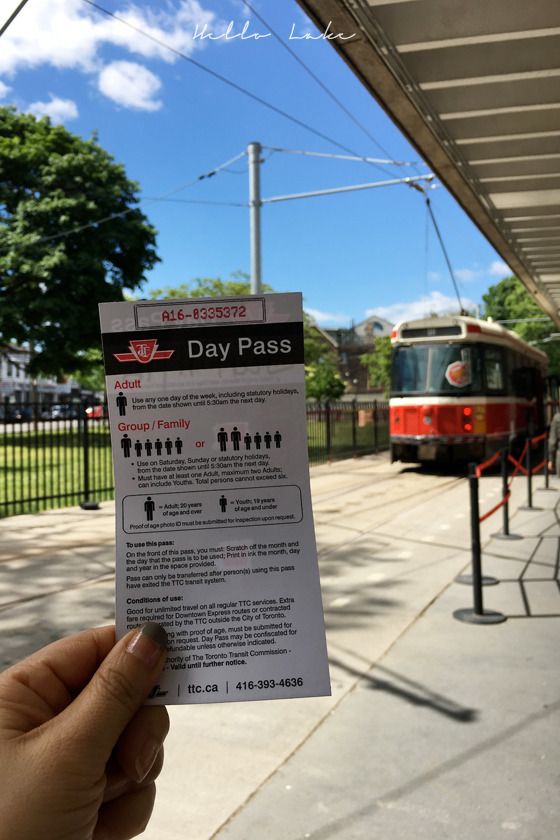 Hello Lake
A16-0335372
TTC Day Pass
Adult
Use any one day of the week, including statutory holidays,
from the date shown until 5:30am the next day.
Group / Family
or
• Use on Saturday, Sunday or statutory holidays,
from the date shown until 5:30am the next day.
• Must have at least one Adult, maximum two Adults;
can include Youths. Total persons cannot exceed six.
= Adult; 20 years
of age and over
= Youth; 19 years
of age and under
Proof of age photo ID must be submitted for inspection upon request.
To use this pass:
On the front of this pass, you must: Scratch off the month and
the day that the pass is to be used; Print in ink the month, day
and year in the space provided.
Pass can only be transferred after person(s) using this pass
have exited the TTC transit system.
Conditions of use:
Good for unlimited travel on all regular TTC services. Extra
fare required for Downtown Express routes or contracted
by the TTC outside the City of Toronto.
with proof of age, must be submitted for
request. Day Pass may be confiscated for
unless otherwise indicated.
of The Toronto Transit Commission -
- Valid until further notice.
| ttc.ca | 416-393-4636